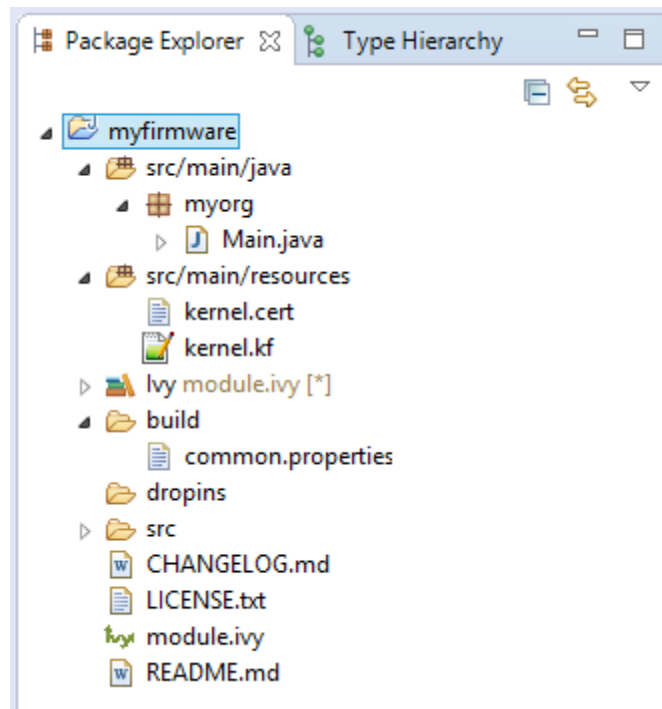 Package Explorer Type Hierarchy
myfirmware
src/main/java
myorg
Main.java
src/main/resources
kernel.cert
kernel.kf
Ivy module.ivy [*]
build
common.properties
dropins
src
CHANGELOG.md
LICENSE.txt
module.ivy
README.md